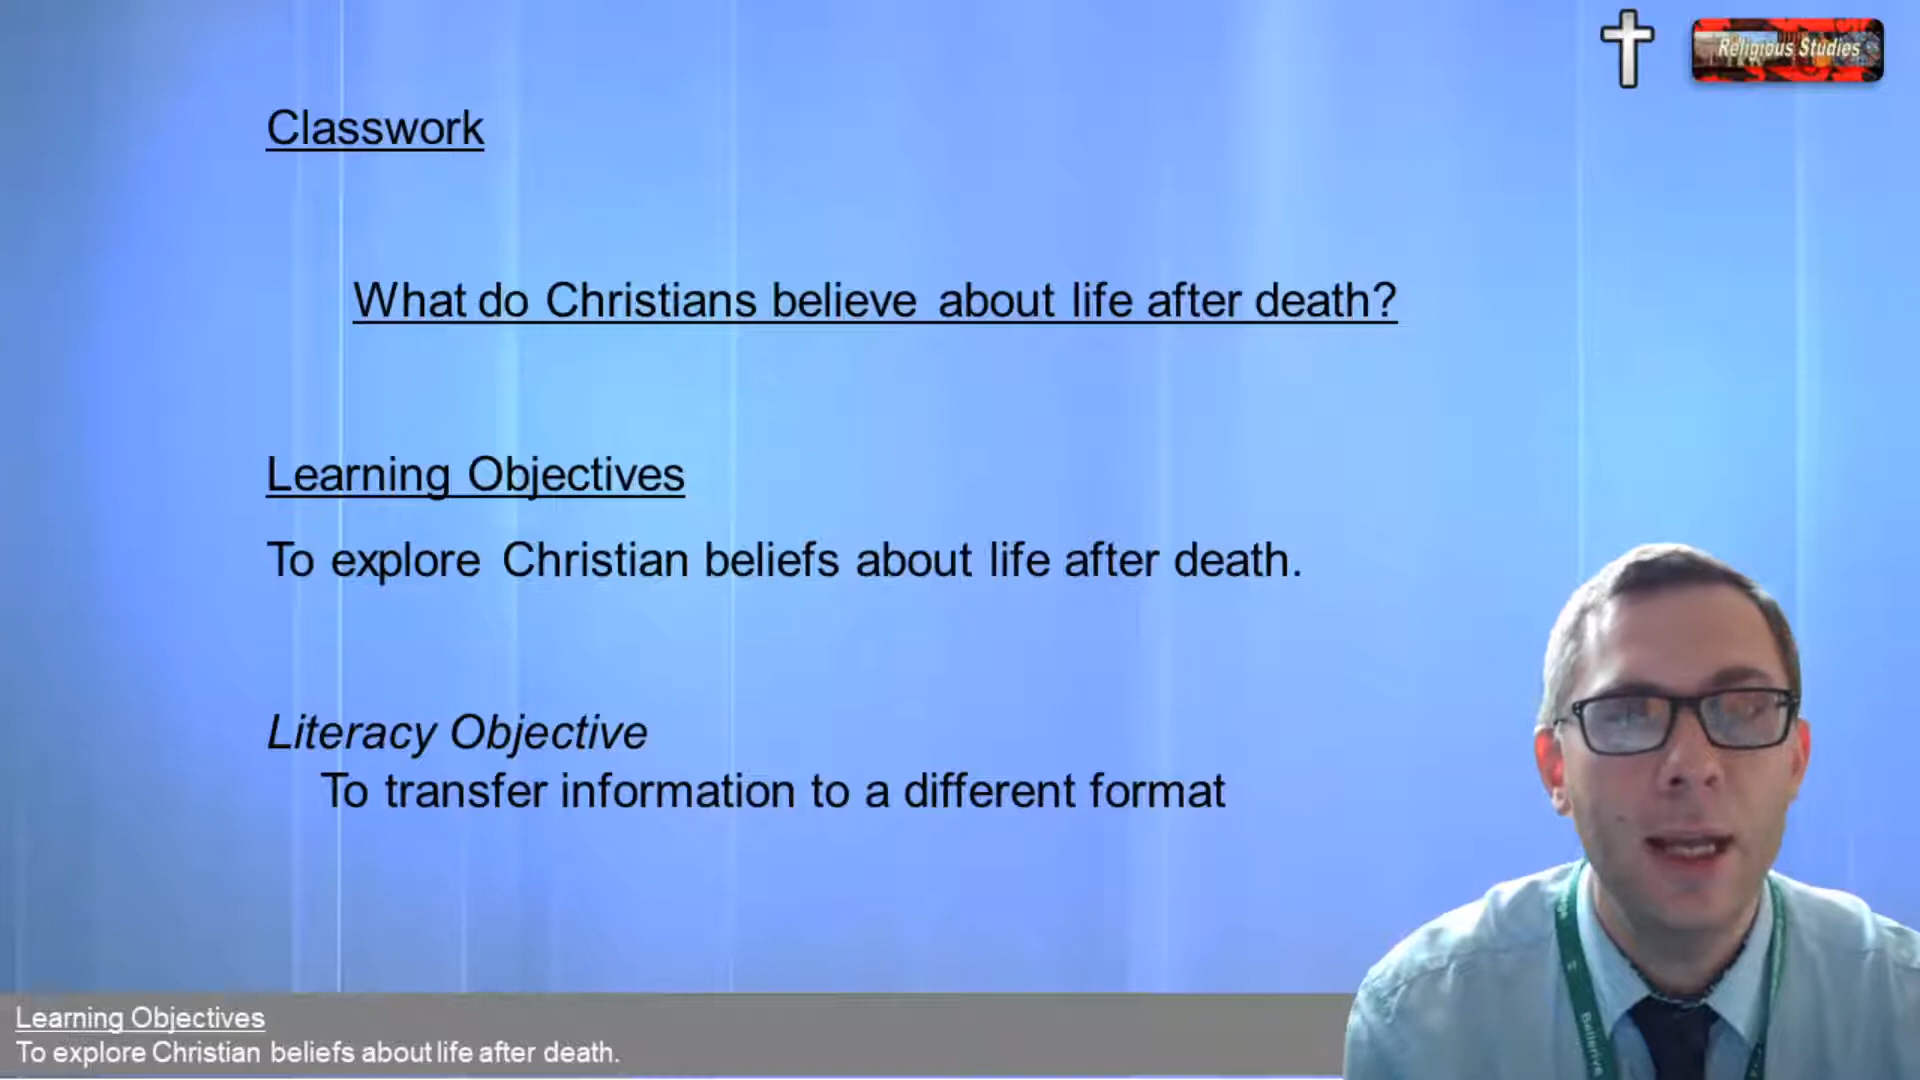 Religious Studies
Classwork
What do Christians believe about life after death?
Learning Objectives
To explore Christian beliefs about life after death.
Literacy Objective
To transfer information to a different format
Learning Objectives
To explore Christian beliefs about life after death.
Bellerive